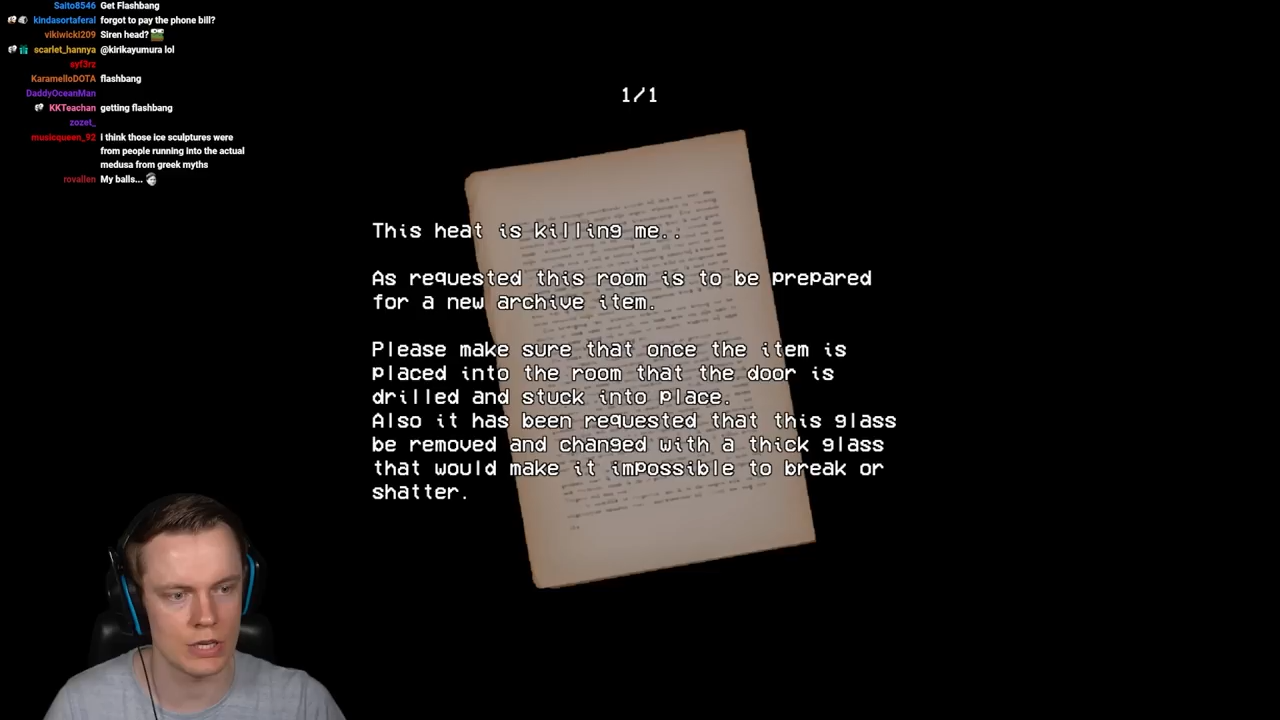 Saito8546 Get Flashbang
kindasortaferal forgot to pay the phone bill?
vikiwicki209 Siren head?
scarlet_hannya @kirikayumura lol
syf3rz
KaramelloDOTA flashbang
DaddyOceanMan
KKTeachan getting flashbang
zozet_
musicqueen_92 i think those ice sculptures were
from people running into the actual
medusa from greek myths
rovallen My balls...
1/1
This heat is killing me..
As requested this room is to be prepared
for a new archive item.
Please make sure that once the item is
placed into the room that the door is
drilled and stuck into place.
Also it has been requested that this glass
be removed and changed with a thick glass
that would make it impossible to break or
shatter.